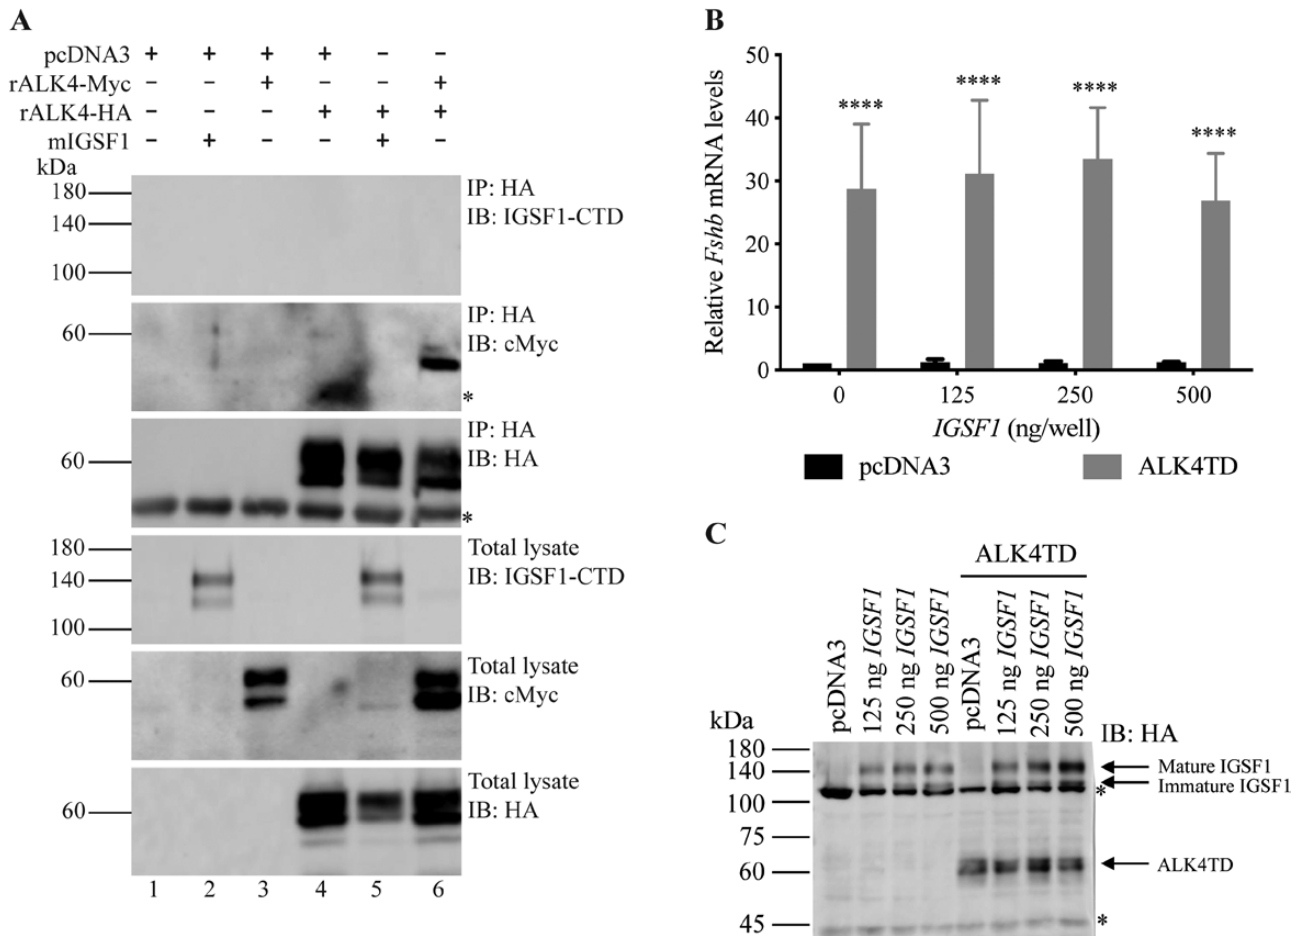 A
pcDNA3 + + + + – –
rALK4-Myc – – + – – +
rALK4-HA – – – + + +
mIGSF1 – + – – + –
kDa
180
140
100
IP: HA
IB: IGSF1-CTD
60
IP: HA
IB: cMyc
*
60
IP: HA
IB: HA
*
180
140
100
Total lysate
IB: IGSF1-CTD
60
Total lysate
IB: cMyc
60
Total lysate
IB: HA
1 2 3 4 5 6
B
Relative Fshb mRNA levels
50
40
30
20
10
0
**** **** **** ****
0 125 250 500
IGSF1 (ng/well)
pcDNA3 ALK4TD
C
ALK4TD
pcDNA3
125 ng IGSF1
250 ng IGSF1
500 ng IGSF1
pcDNA3
125 ng IGSF1
250 ng IGSF1
500 ng IGSF1
kDa
IB: HA
180
140
100
75
60
45
Mature IGSF1
Immature IGSF1
*
ALK4TD
*